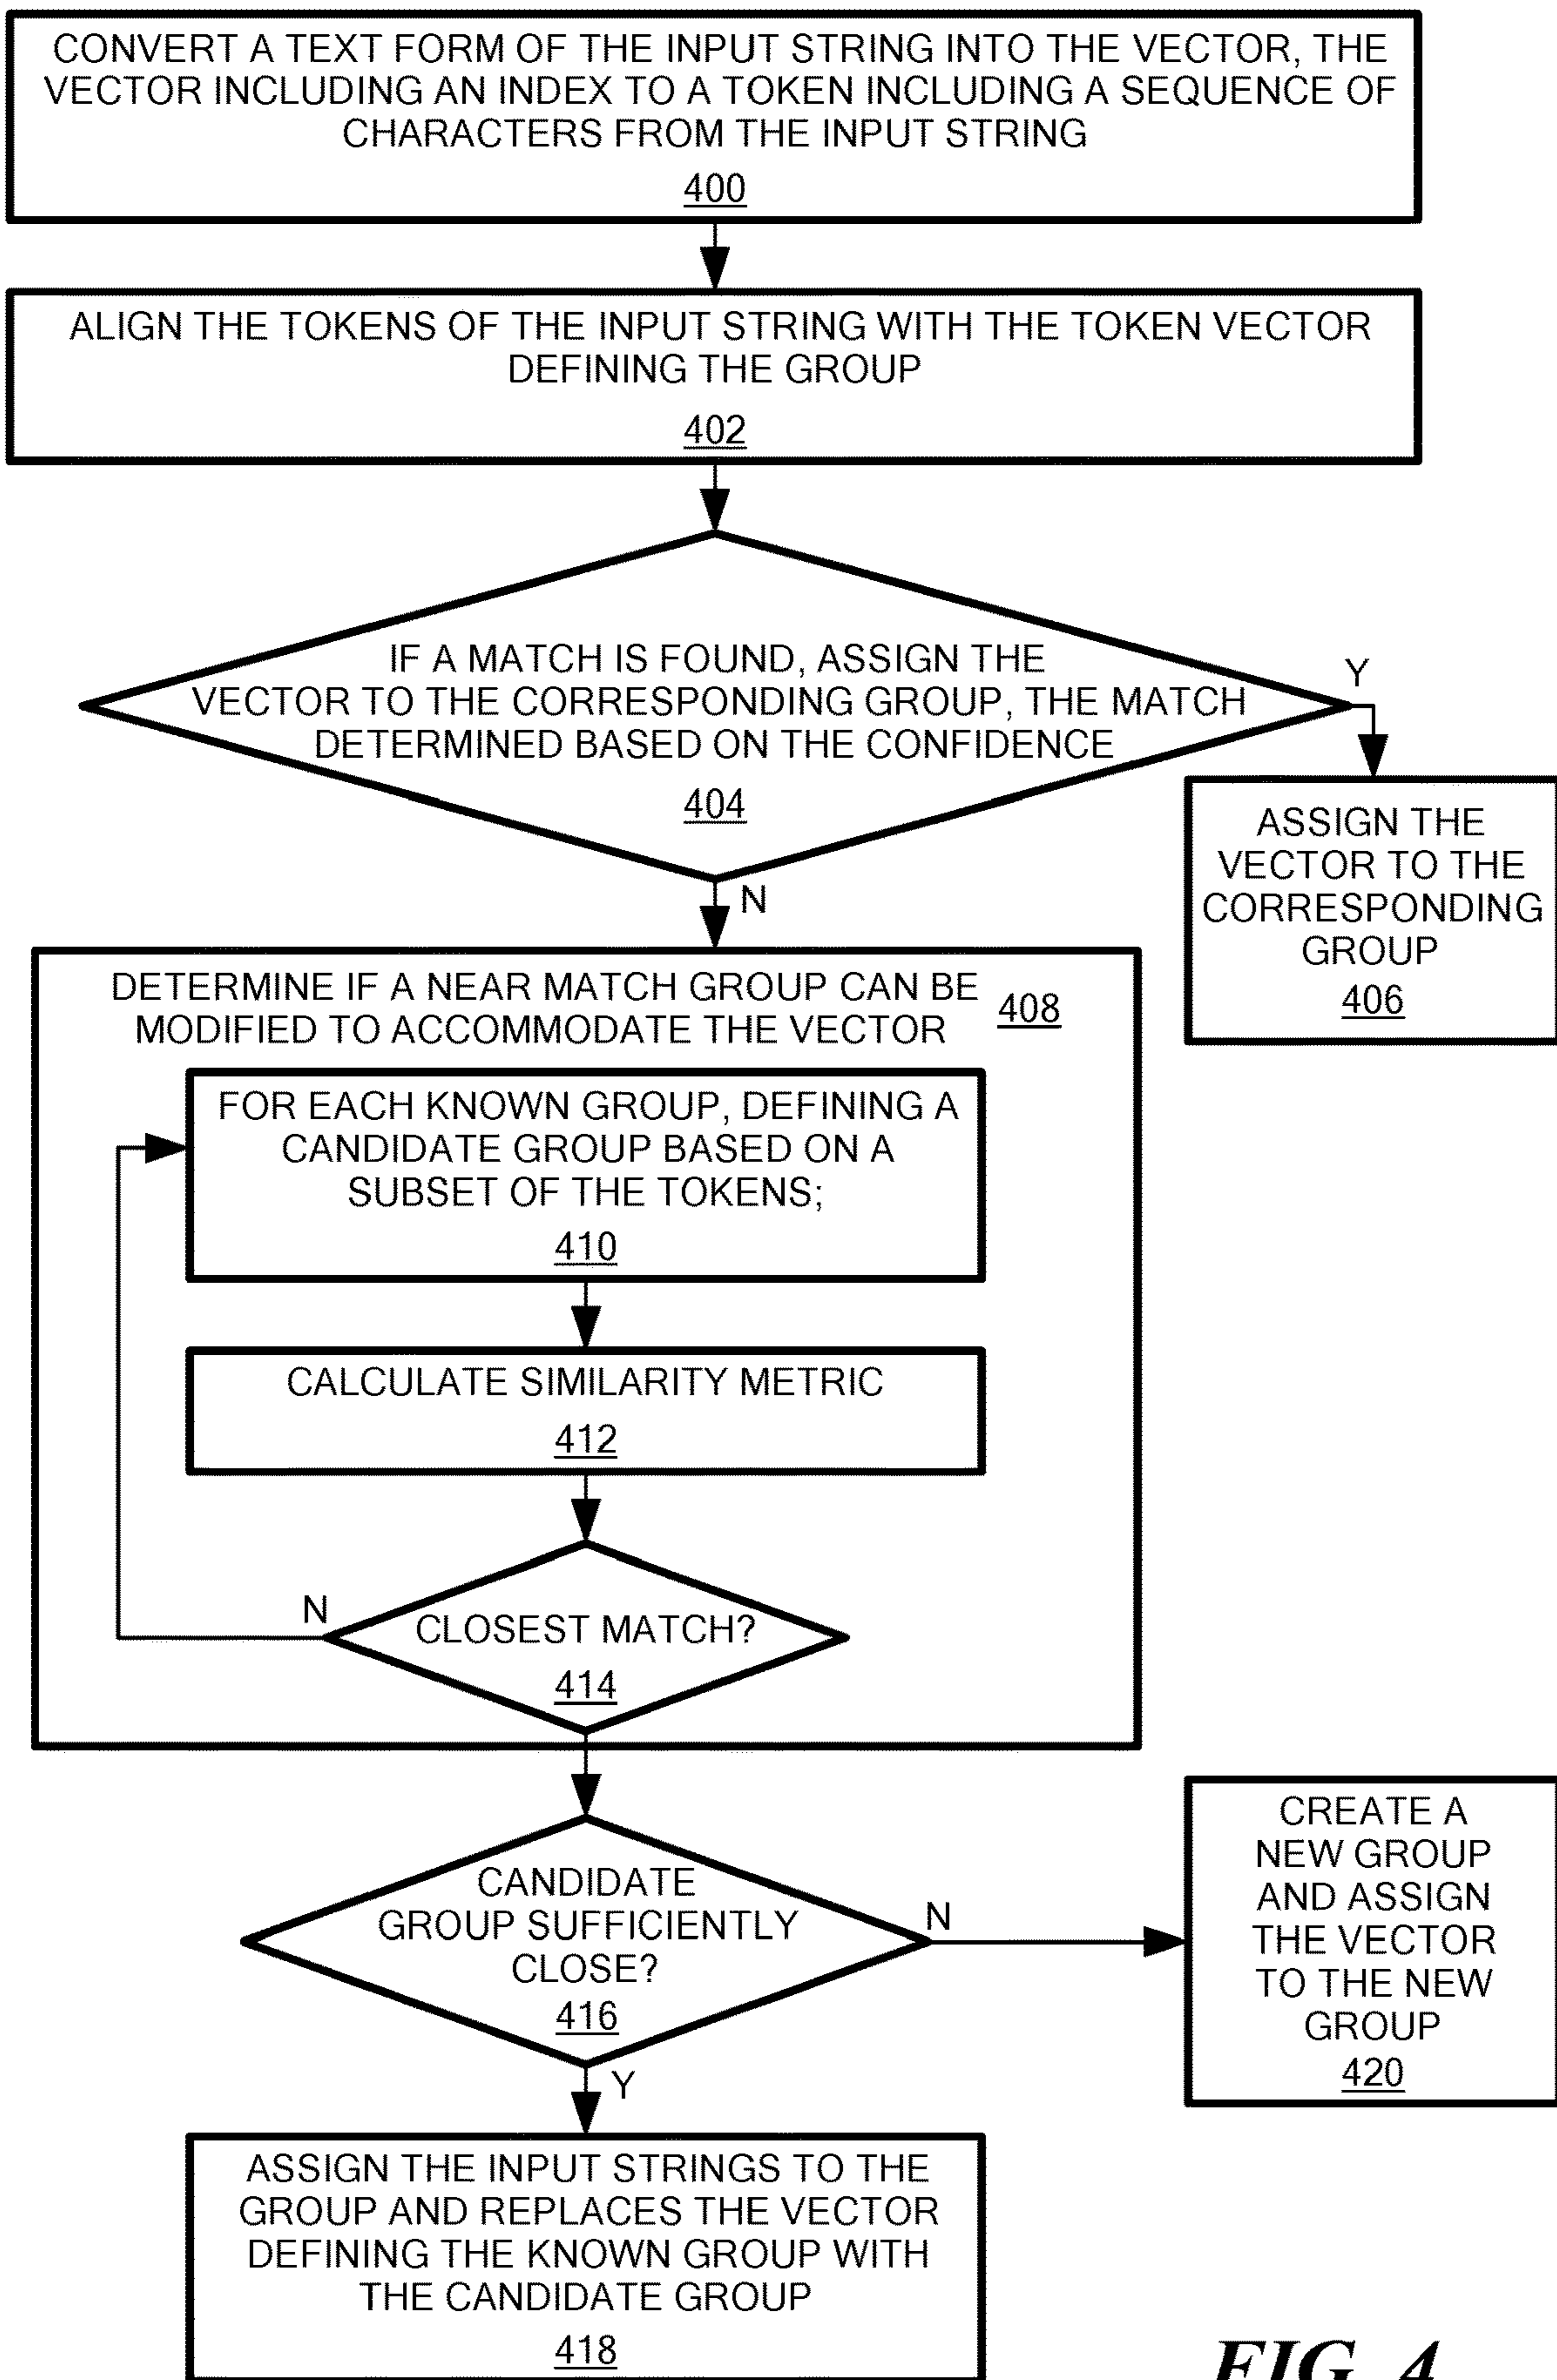 CONVERT A TEXT FORM OF THE INPUT STRING INTO THE VECTOR, THE
VECTOR INCLUDING AN INDEX TO A TOKEN INCLUDING A SEQUENCE OF
CHARACTERS FROM THE INPUT STRING
400
ALIGN THE TOKENS OF THE INPUT STRING WITH THE TOKEN VECTOR
DEFINING THE GROUP
402
IF A MATCH IS FOUND, ASSIGN THE
VECTOR TO THE CORRESPONDING GROUP, THE MATCH
DETERMINED BASED ON THE CONFIDENCE
404
Y
ASSIGN THE
VECTOR TO THE
CORRESPONDING
GROUP
406
N
DETERMINE IF A NEAR MATCH GROUP CAN BE
MODIFIED TO ACCOMMODATE THE VECTOR
408
FOR EACH KNOWN GROUP, DEFINING A
CANDIDATE GROUP BASED ON A
SUBSET OF THE TOKENS;
410
CALCULATE SIMILARITY METRIC
412
N
CLOSEST MATCH?
414
CANDIDATE
GROUP SUFFICIENTLY
CLOSE?
416
N
CREATE A
NEW GROUP
AND ASSIGN
THE VECTOR
TO THE NEW
GROUP
420
Y
ASSIGN THE INPUT STRINGS TO THE
GROUP AND REPLACES THE VECTOR
DEFINING THE KNOWN GROUP WITH
THE CANDIDATE GROUP
418
FIG. 4